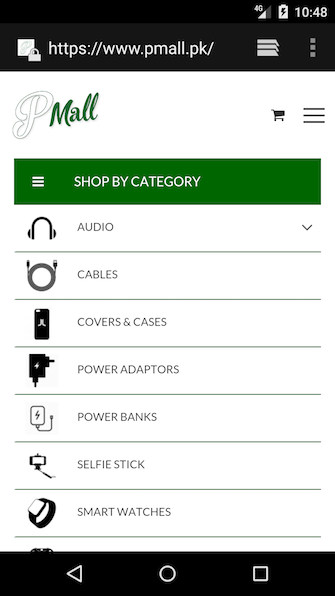 4G 10:48
https://www.pmall.pk/
PMall
SHOP BY CATEGORY
AUDIO
CABLES
COVERS & CASES
POWER ADAPTORS
POWER BANKS
SELFIE STICK
SMART WATCHES